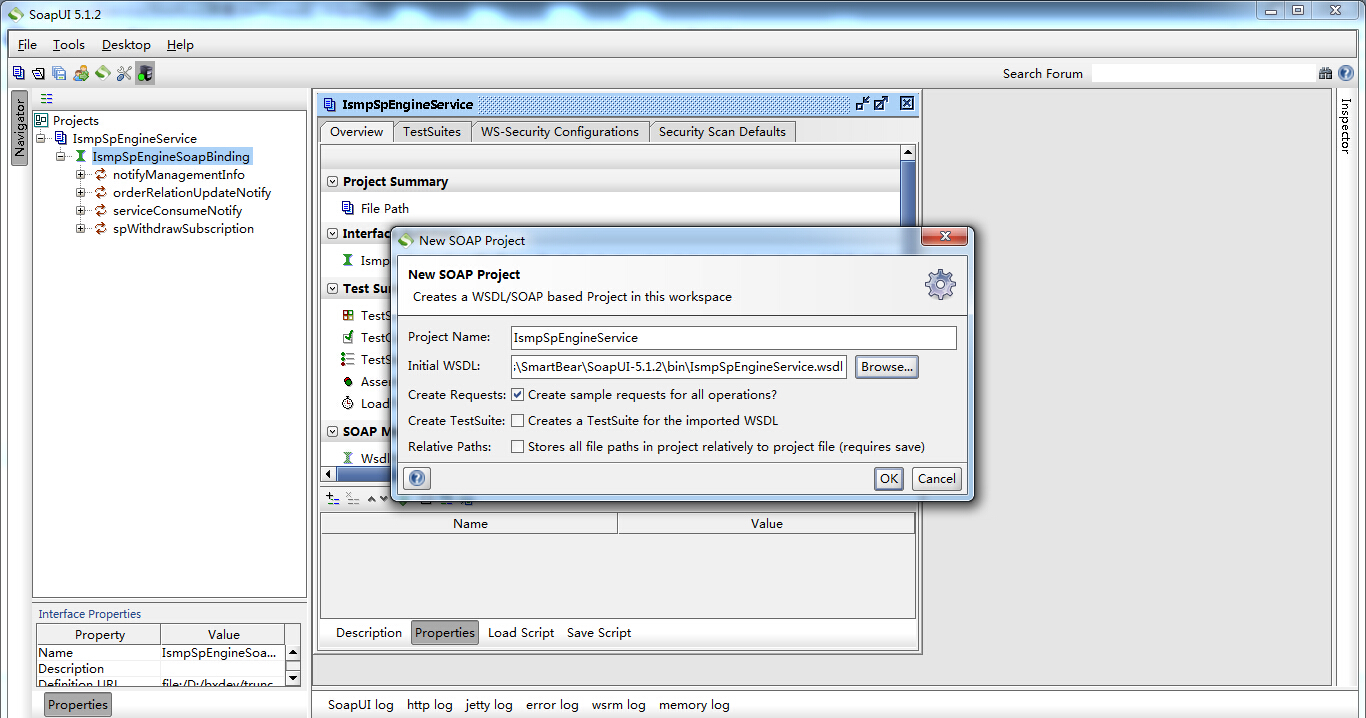 SoapUI 5.1.2
File Tools Desktop Help
Search Forum
Navigator
Projects
IsmpSpEngineService
IsmpSpEngineSoapBinding
notifyManagementInfo
orderRelationUpdateNotify
serviceConsumeNotify
spWithdrawSubscription
Interface Properties
Property Value
Name IsmpSpEngineSoa...
Description
Definition URL file:/D:/bxdev/trunc
Properties
IsmpSpEngineService
Overview TestSuites WS-Security Configurations Security Scan Defaults
Project Summary
File Path
Interfac
Ismp
Test Su
TestS
TestC
TestS
Asse
Load
SOAP M
Wsdl
New SOAP Project
New SOAP Project
Creates a WSDL/SOAP based Project in this workspace
Project Name: IsmpSpEngineService
Initial WSDL: \SmartBear\SoapUI-5.1.2\bin\IsmpSpEngineService.wsdl Browse...
Create Requests: Create sample requests for all operations?
Create TestSuite: Creates a TestSuite for the imported WSDL
Relative Paths: Stores all file paths in project relatively to project file (requires save)
OK Cancel
Name Value
Description Properties Load Script Save Script
SoapUI log http log jetty log error log wsrm log memory log
Inspector